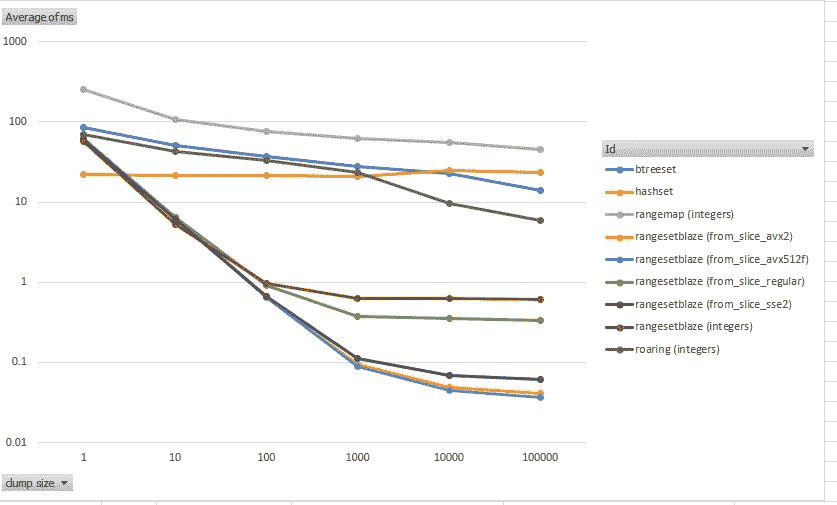 Average of ms
1000
100
10
1
0.1
0.01
1
10
100
1000
10000
100000
clump size
Id
btreeset
hashset
rangemap (integers)
rangesetblaze (from_slice_avx2)
rangesetblaze (from_slice_avx512f)
rangesetblaze (from_slice_regular)
rangesetblaze (from_slice_sse2)
rangesetblaze (integers)
roaring (integers)